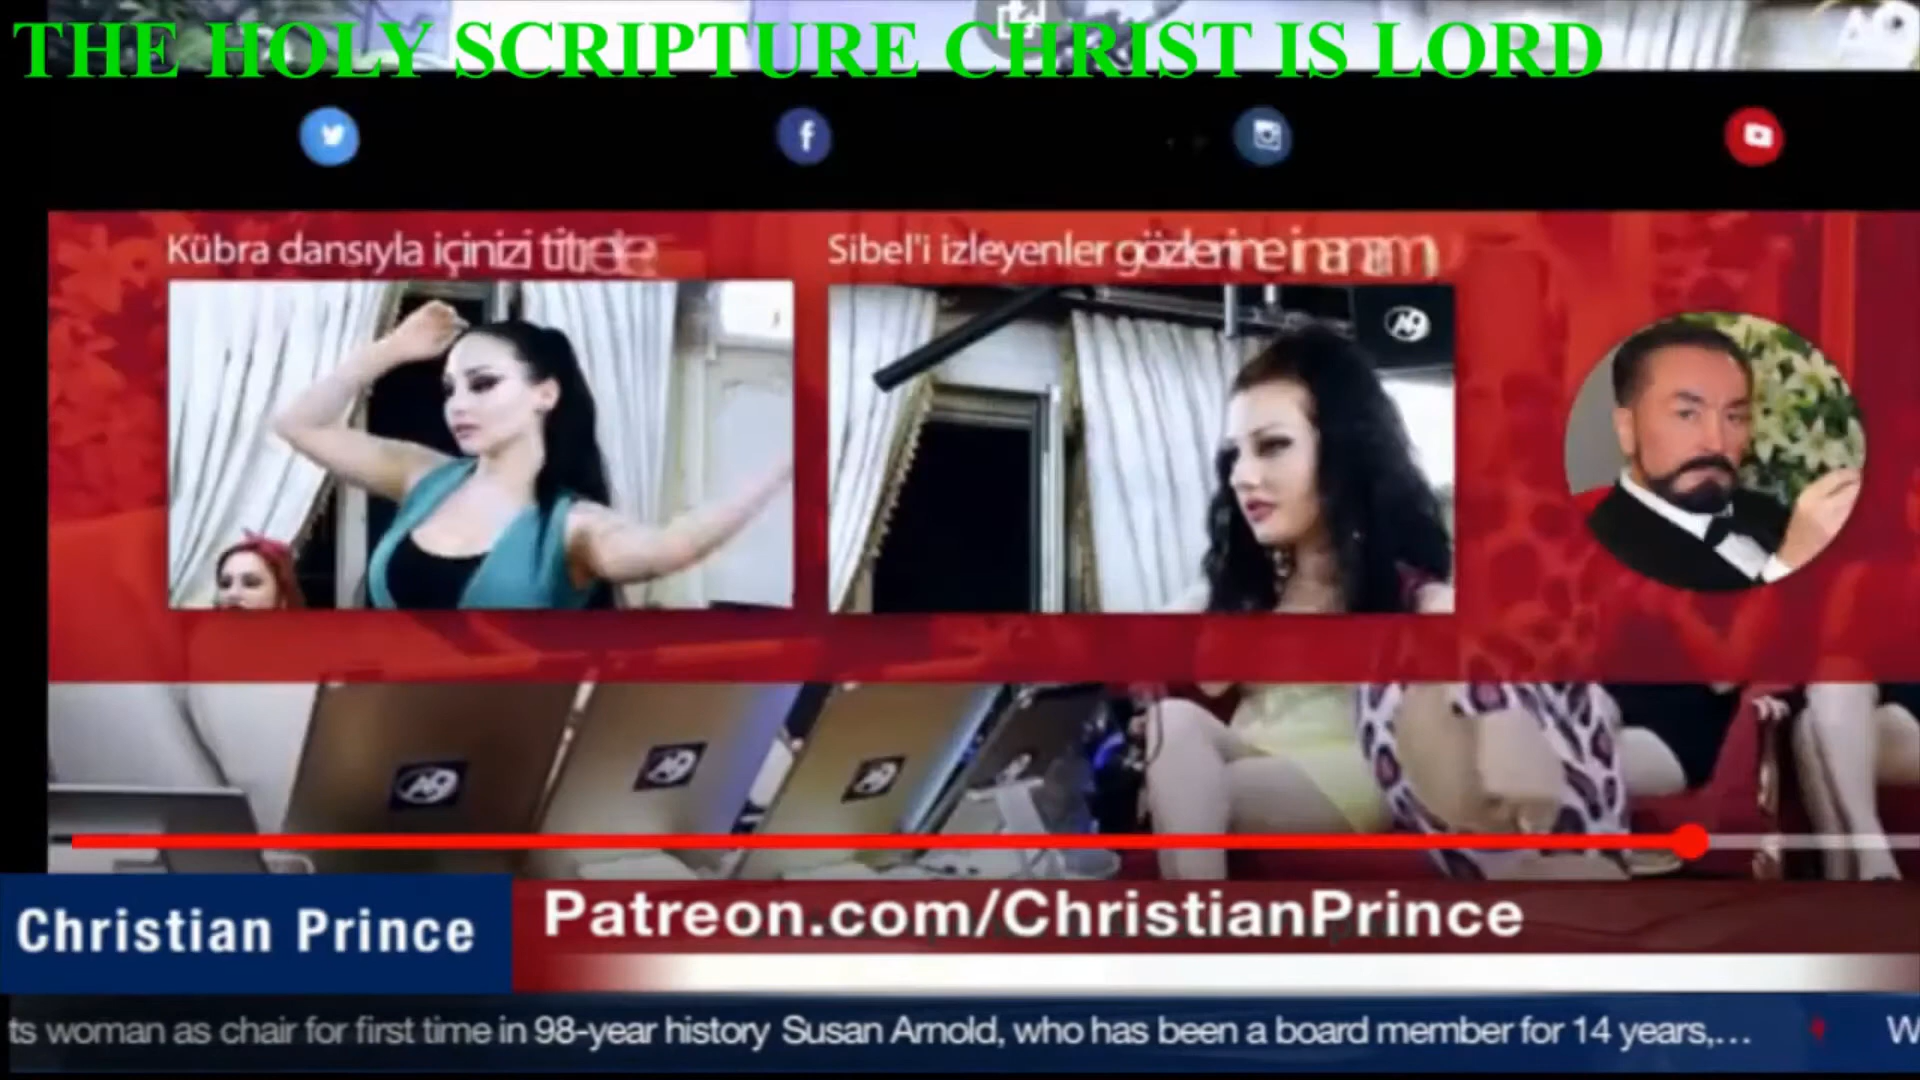 THE HOLY SCRIPTURE CHRIST IS LORD
Kübra dansıyla içinizi
Sibel'i izleyenler
Christian Prince
Patreon.com/ChristianPrince
ts woman as chair for first time in 98-year history Susan Arnold, who has been a board member for 14 years,... W